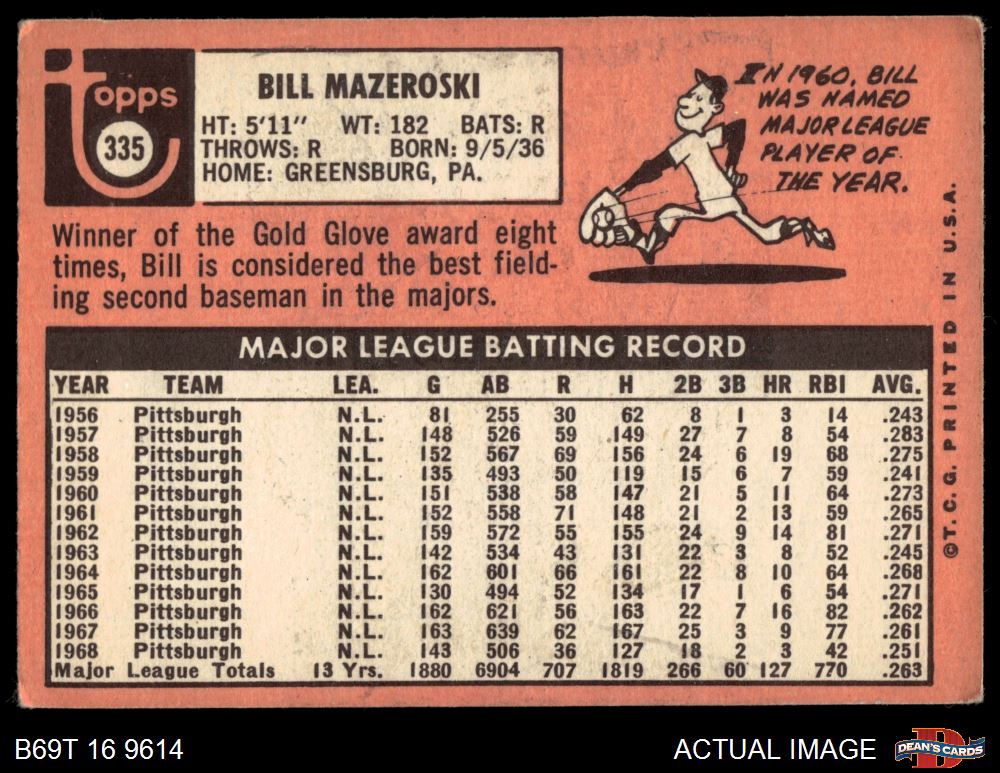 topps
335
BILL MAZEROSKI
HT: 5'11" WT: 182 BATS: R
THROWS: R BORN: 9/5/36
HOME: GREENSBURG, PA.
IN 1960, BILL
WAS NAMED
MAJOR LEAGUE
PLAYER OF
THE YEAR.
Winner of the Gold Glove award eight
times, Bill is considered the best field-
ing second baseman in the majors.
MAJOR LEAGUE BATTING RECORD
YEAR TEAM LEA. G AB R H 2B 3B HR RBI AVG.
1956 Pittsburgh N.L. 81 255 30 62 8 1 3 14 .243
1957 Pittsburgh N.L. 148 526 59 149 27 7 8 54 .283
1958 Pittsburgh N.L. 152 567 69 156 24 6 19 68 .275
1959 Pittsburgh N.L. 135 493 50 119 15 6 7 59 .241
1960 Pittsburgh N.L. 151 538 58 147 21 5 11 64 .273
1961 Pittsburgh N.L. 152 558 71 148 21 2 13 59 .265
1962 Pittsburgh N.L. 159 572 55 155 24 9 14 81 .271
1963 Pittsburgh N.L. 142 534 43 131 22 3 8 52 .245
1964 Pittsburgh N.L. 162 601 66 161 22 8 10 64 .268
1965 Pittsburgh N.L. 130 494 52 134 17 1 6 54 .271
1966 Pittsburgh N.L. 162 621 56 163 22 7 16 82 .262
1967 Pittsburgh N.L. 163 639 62 167 25 3 9 77 .261
1968 Pittsburgh N.L. 143 506 36 127 18 2 3 42 .251
Major League Totals 13 Yrs. 1880 6904 707 1819 266 60 127 770 .263
©T.C.G. PRINTED IN U.S.A.
B69T 16 9614
ACTUAL IMAGE
D
DEAN'S CARDS